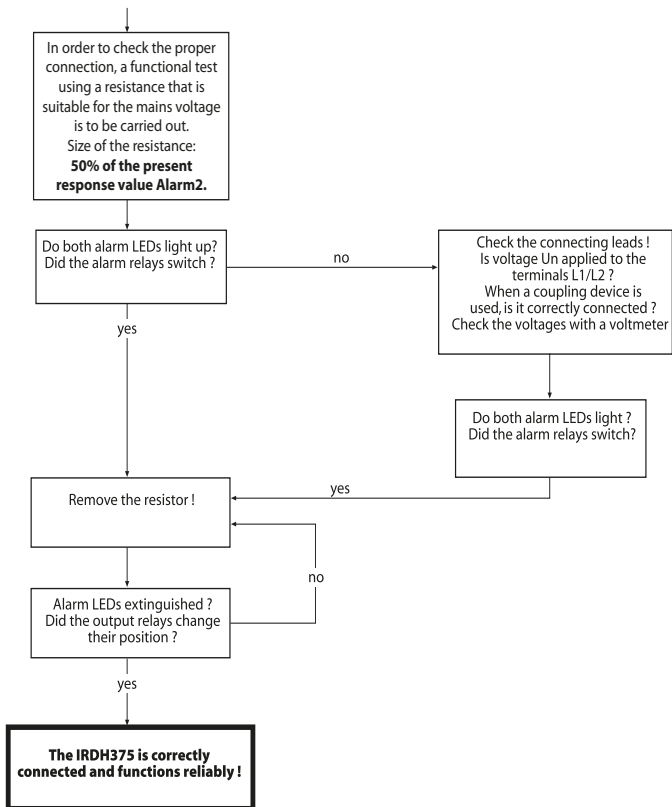 In order to check the proper
connection, a functional test
using a resistance that is
suitable for the mains voltage
is to be carried out.
Size of the resistance:
50% of the present
response value Alarm2.
Do both alarm LEDs light up?
Did the alarm relays switch ?
no
Check the connecting leads !
Is voltage Un applied to the
terminals L1/L2 ?
When a coupling device is
used, is it correctly connected ?
Check the voltages with a voltmeter
yes
Do both alarm LEDs light ?
Did the alarm relays switch?
yes
Remove the resistor !
no
Alarm LEDs extinguished ?
Did the output relays change
their position ?
yes
The IRDH375 is correctly
connected and functions reliably !